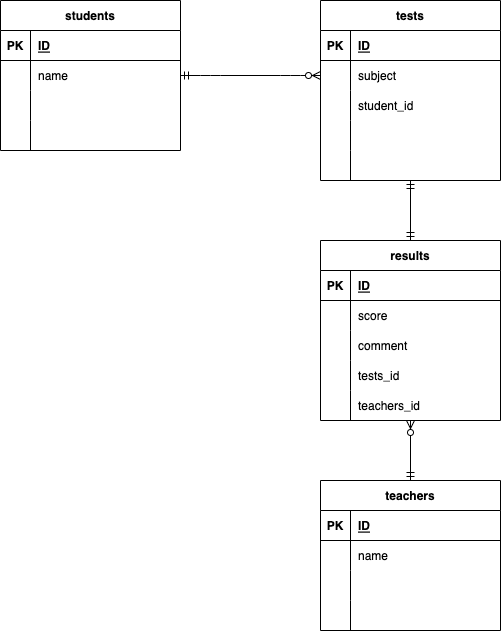 students
PK ID
name
tests
PK ID
subject
student_id
results
PK ID
score
comment
tests_id
teachers_id
teachers
PK ID
name